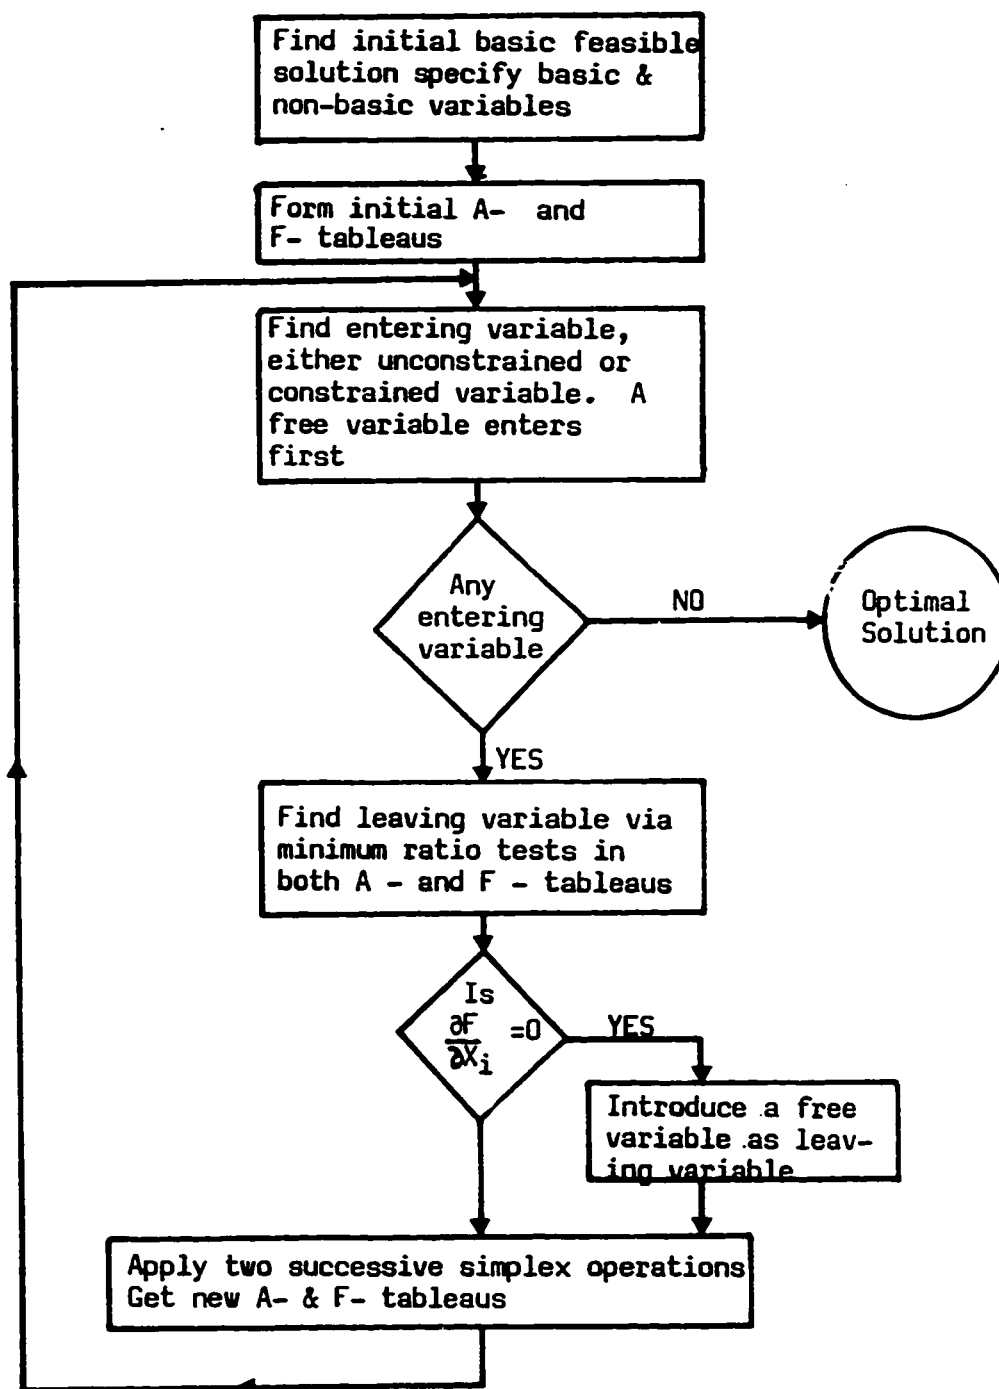 Find initial basic feasible
solution specify basic &
non-basic variables
Form initial A- and
F- tableaus
Find entering variable,
either unconstrained or
constrained variable. A
free variable enters
first
Any
entering
variable
NO
Optimal
Solution
YES
Find leaving variable via
minimum ratio tests in
both A - and F - tableaus
Is
∂F
=0
∂Xi
YES
Introduce a free
variable as leav-
ing variable
Apply two successive simplex operations
Get new A- & F- tableaus